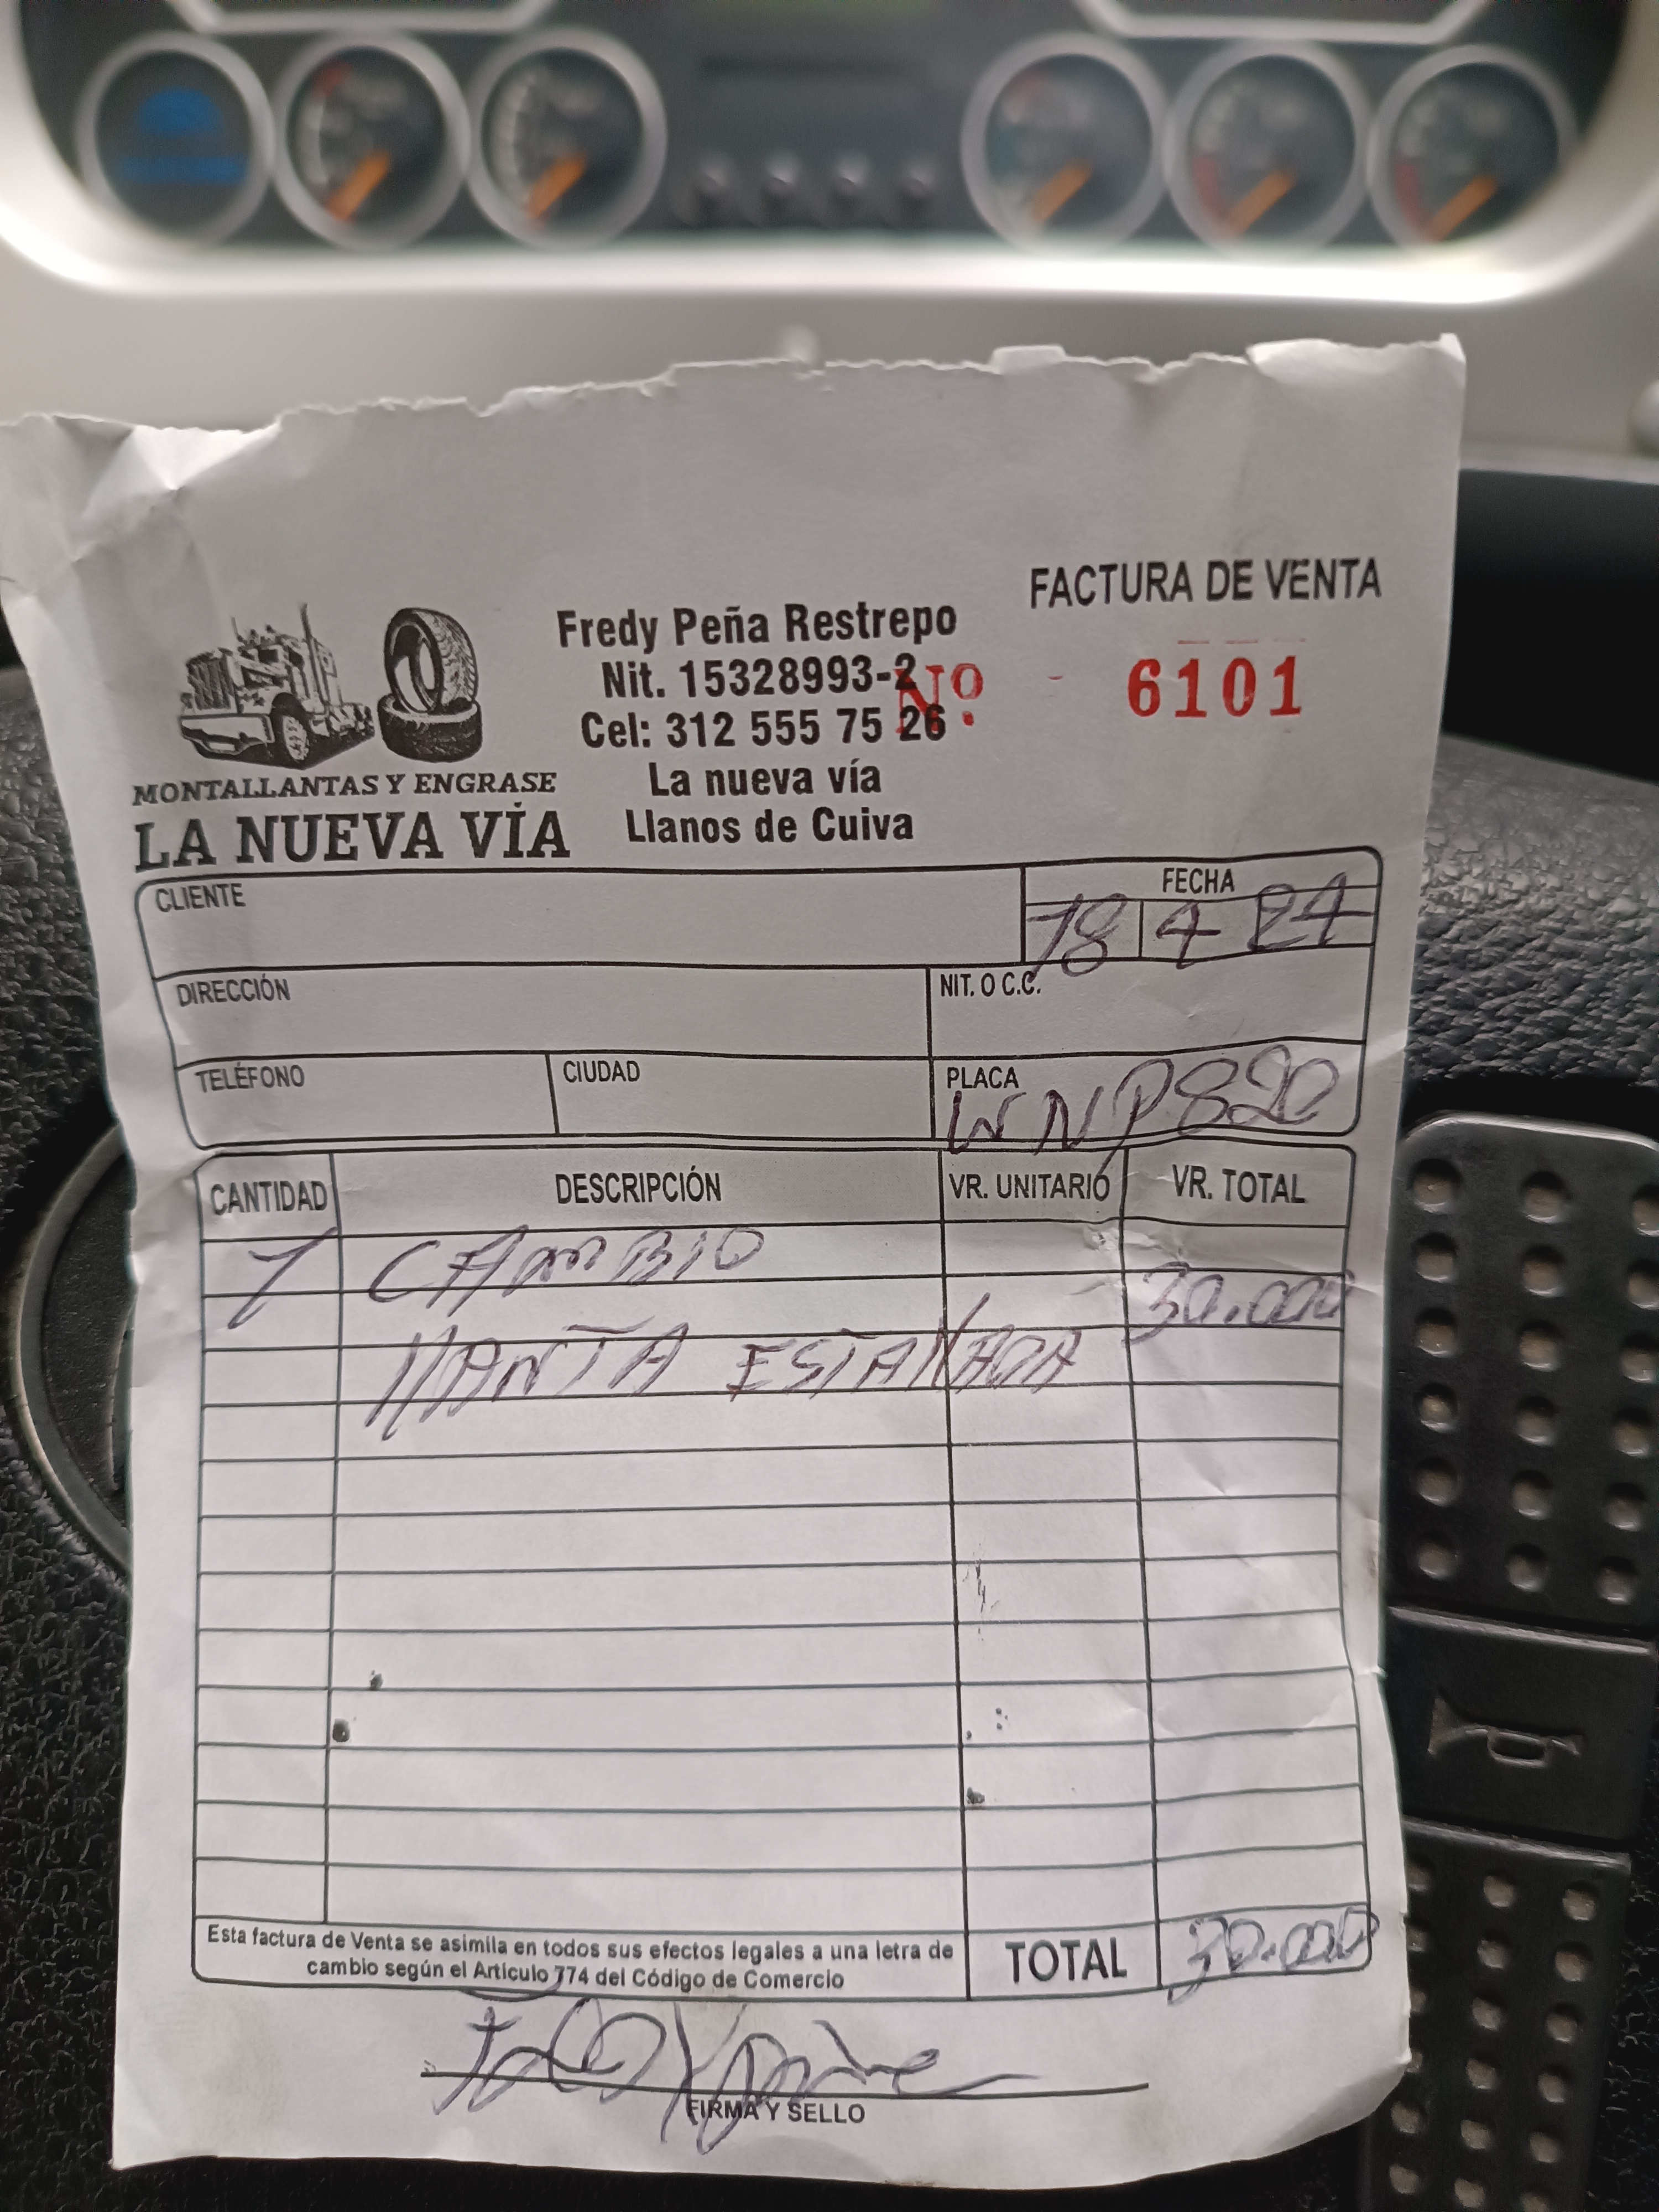 FACTURA DE VENTA
Fredy Peña Restrepo
Nit. 15328993-2
Nº 6101
Cel: 312 555 75 26
La nueva vía
Llanos de Cuiva
MONTALLANTAS Y ENGRASE
LA NUEVA VÍA
CLIENTE
FECHA
18 4 24
DIRECCIÓN
NIT. O C.C.
TELÉFONO CIUDAD PLACA
WNP820
CANTIDAD DESCRIPCIÓN VR. UNITARIO VR. TOTAL
1 CAMBIO
30.000
llANTA ESTAllADA
Esta factura de Venta se asimila en todos sus efectos legales a una letra de
cambio según el Artículo 774 del Código de Comercio
TOTAL 30.000
FIRMA Y SELLO